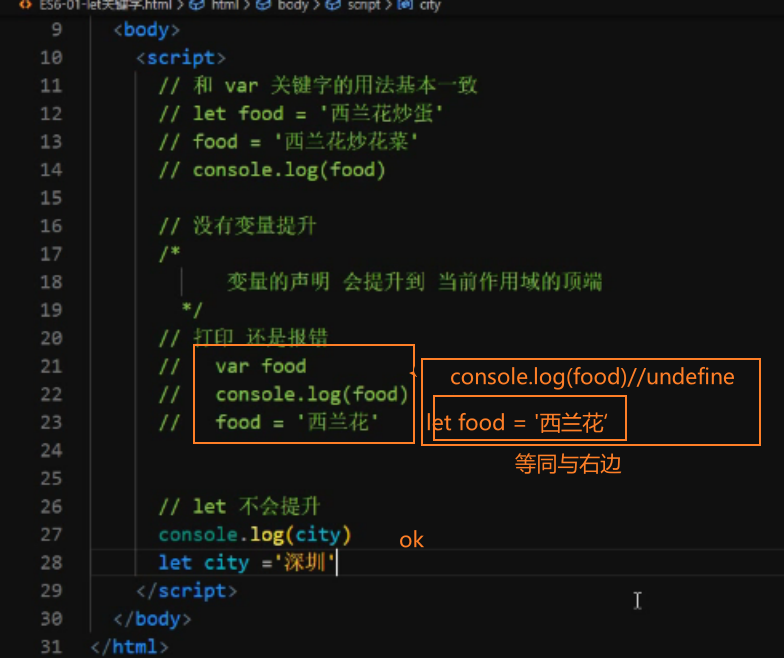 ES6-01-let关键字.html > html > body > script > city
9 <body>
10 <script>
11 // 和 var 关键字的用法基本一致
12 // let food = '西兰花炒蛋'
13 // food = '西兰花炒花菜'
14 // console.log(food)
15
16 // 没有变量提升
17 /*
18 变量的声明 会提升到 当前作用域的顶端
19 */
20 // 打印 还是报错
21 // var food
22 // console.log(food)
23 // food = '西兰花'
console.log(food)//undefine
let food = '西兰花'
等同与右边
24
25
26 // let 不会提升
27 console.log(city)
ok
28 let city ='深圳'
29 </script>
30 </body>
31 </html>